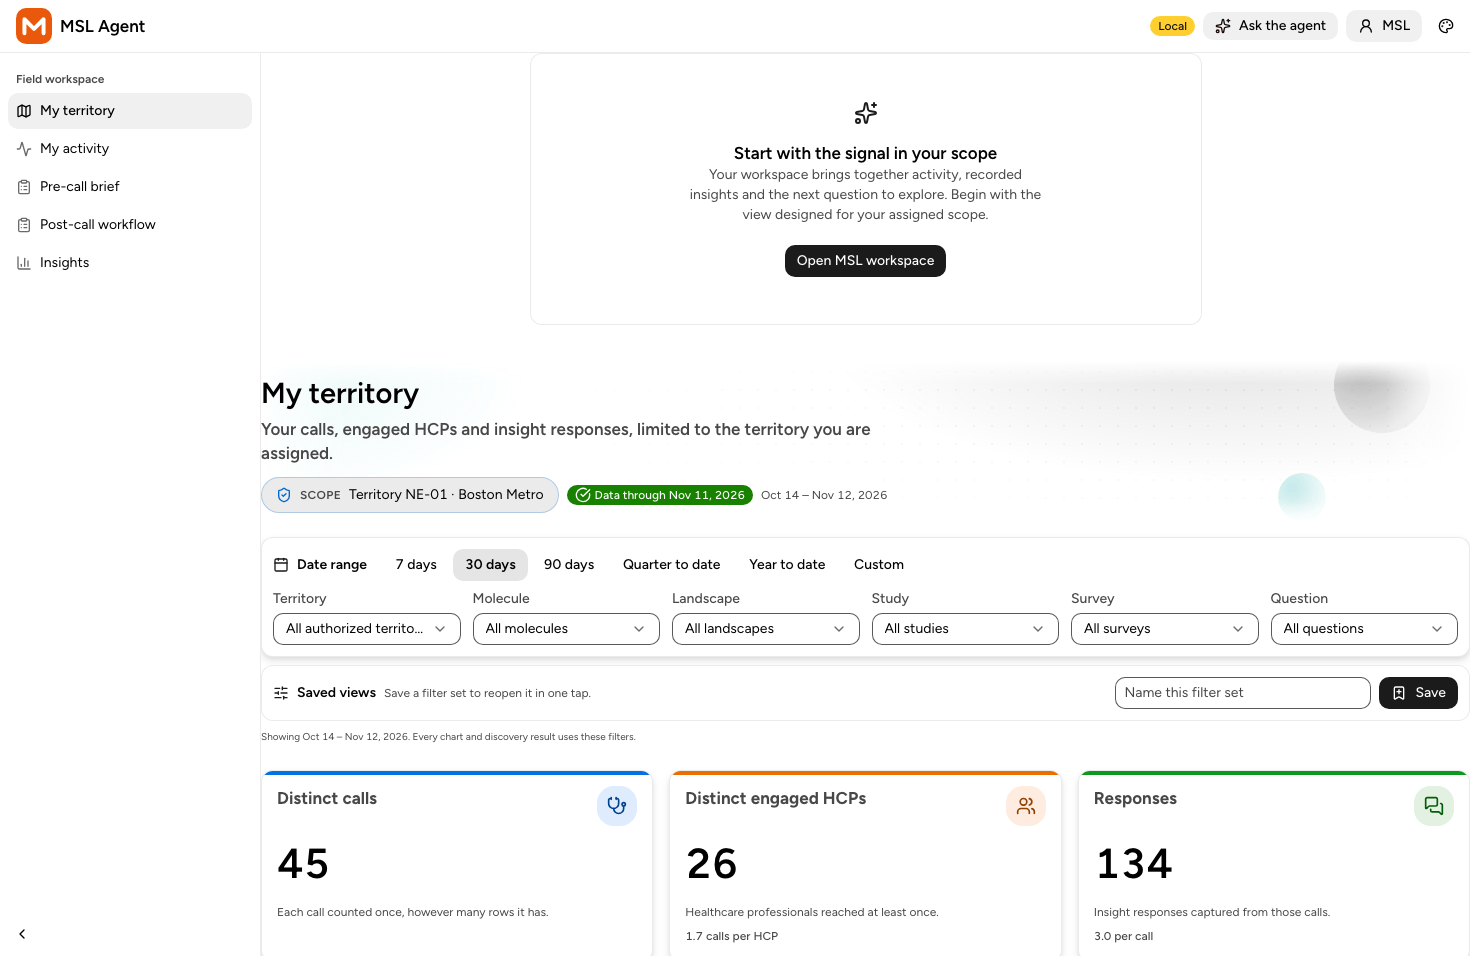 MSL Agent
Local
Ask the agent
MSL
Field workspace
My territory
My activity
Pre-call brief
Post-call workflow
Insights
Start with the signal in your scope
Your workspace brings together activity, recorded
insights and the next question to explore. Begin with the
view designed for your assigned scope.
Open MSL workspace
My territory
Your calls, engaged HCPs and insight responses, limited to the territory you are
assigned.
SCOPE Territory NE-01 · Boston Metro
Data through Nov 11, 2026
Oct 14 – Nov 12, 2026
Date range
7 days
30 days
90 days
Quarter to date
Year to date
Custom
Territory
Molecule
Landscape
Study
Survey
Question
All authorized territo...
All molecules
All landscapes
All studies
All surveys
All questions
Saved views
Save a filter set to reopen it in one tap.
Name this filter set
Save
Showing Oct 14 – Nov 12, 2026. Every chart and discovery result uses these filters.
Distinct calls
45
Each call counted once, however many rows it has.
Distinct engaged HCPs
26
Healthcare professionals reached at least once.
1.7 calls per HCP
Responses
134
Insight responses captured from those calls.
3.0 per call